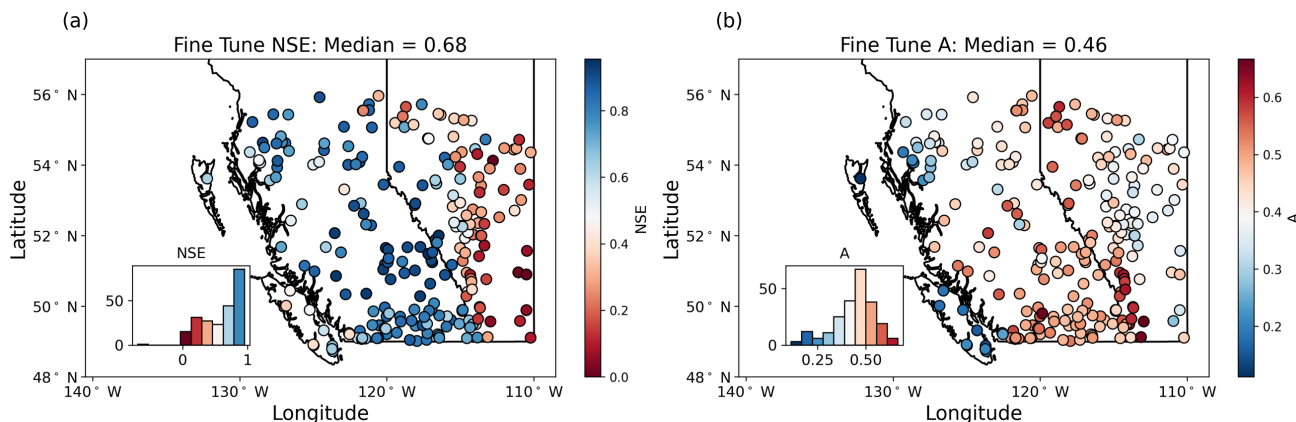 (a)
Fine Tune NSE: Median = 0.68
56° N
54° N
52° N
50° N
48° N
Latitude
140° W
130° W
120° W
110° W
Longitude
NSE
50
0
0
1
0.8
0.6
0.4
0.2
0.0
NSE
(b)
Fine Tune A: Median = 0.46
56° N
54° N
52° N
50° N
48° N
Latitude
140° W
130° W
120° W
110° W
Longitude
A
50
0
0.25
0.50
0.6
0.5
0.4
0.3
0.2
A